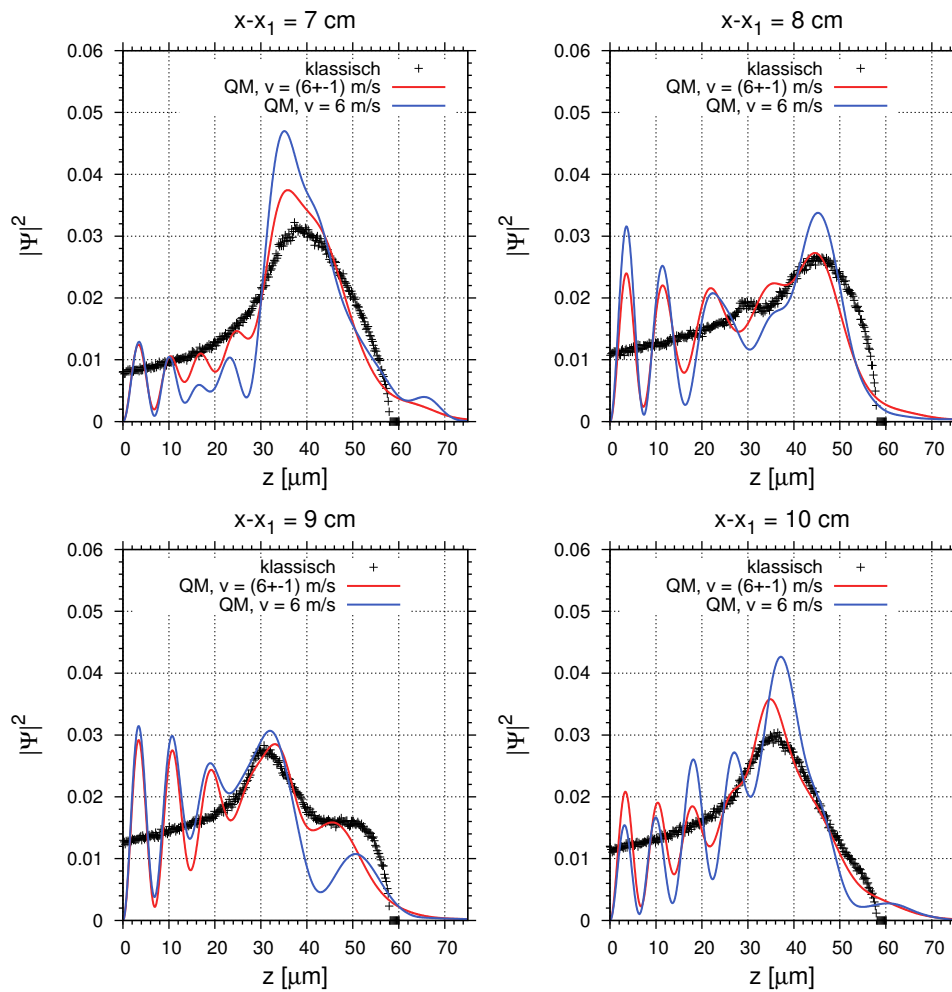 x-x₁ = 7 cm
klassisch
QM, v = (6+-1) m/s
QM, v = 6 m/s
|Ψ|²
0.06
0.05
0.04
0.03
0.02
0.01
0
0 10 20 30 40 50 60 70
z [μm]
x-x₁ = 8 cm
klassisch
QM, v = (6+-1) m/s
QM, v = 6 m/s
|Ψ|²
0.06
0.05
0.04
0.03
0.02
0.01
0
0 10 20 30 40 50 60 70
z [μm]
x-x₁ = 9 cm
klassisch
QM, v = (6+-1) m/s
QM, v = 6 m/s
|Ψ|²
0.06
0.05
0.04
0.03
0.02
0.01
0
0 10 20 30 40 50 60 70
z [μm]
x-x₁ = 10 cm
klassisch
QM, v = (6+-1) m/s
QM, v = 6 m/s
|Ψ|²
0.06
0.05
0.04
0.03
0.02
0.01
0
0 10 20 30 40 50 60 70
z [μm]